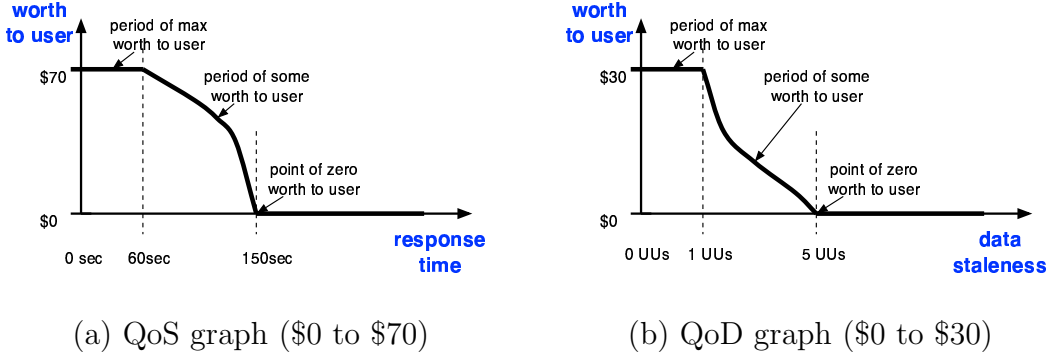 worth
to user
period of max
worth to user
$70
period of some
worth to user
point of zero
worth to user
$0
response
time
0 sec
60sec
150sec
(a) QoS graph ($0 to $70)
worth
to user
period of max
worth to user
$30
period of some
worth to user
point of zero
worth to user
$0
data
staleness
0 UUs
1 UUs
5 UUs
(b) QoD graph ($0 to $30)